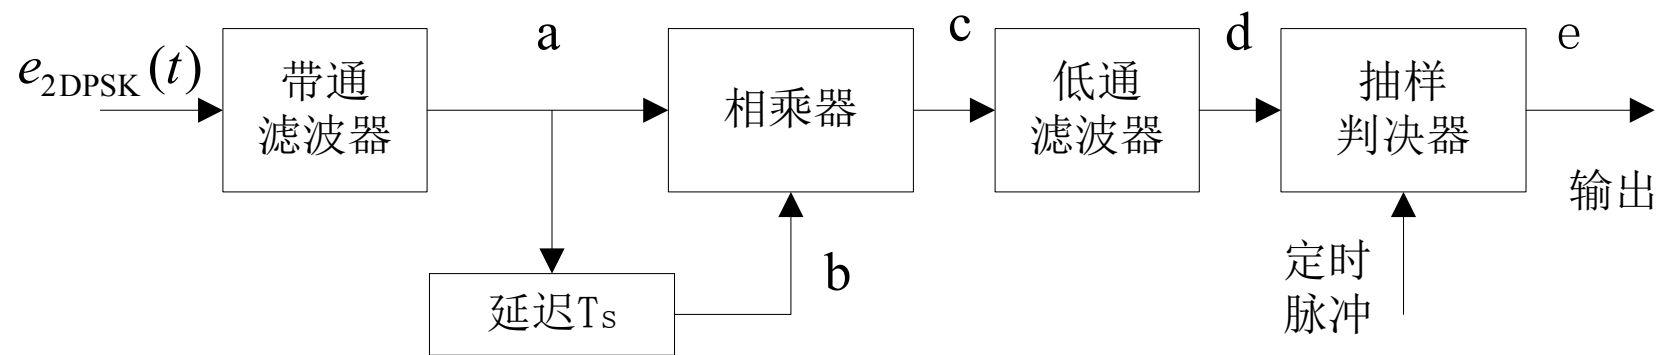 e2DPSK(t)
带通
滤波器
a
相乘器
c
低通
滤波器
d
抽样
判决器
e
输出
延迟Ts
b
定时
脉冲